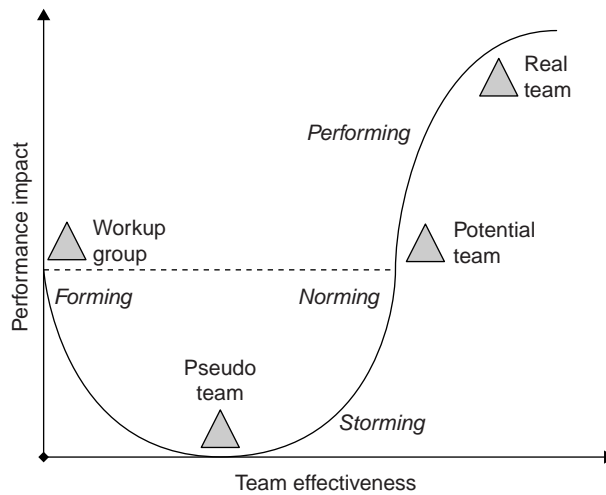 Real
team
Performing
Workup
group
Potential
team
Performance impact
Forming
Norming
Pseudo
team
Storming
Team effectiveness